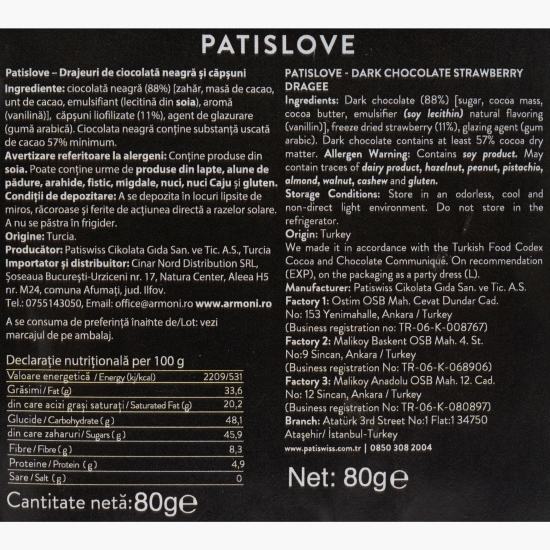 PATISLOVE
Patislove – Drajeuri de ciocolată neagră și căpșuni
Ingrediente: ciocolată neagră (88%) [zahăr, masă de cacao,
unt de cacao, emulsifiant (lecitină din soia), aromă
(vanilină)], căpșuni liofilizate (11%), agent de glazurare
(gumă arabică). Ciocolata neagră conține substanță uscată
de cacao 57% minimum.
Avertizare referitoare la alergeni: Conține produse din
soia. Poate conține urme de produse din lapte, alune de
pădure, arahide, fistic, migdale, nuci, nuci Caju și gluten.
Condiții de depozitare: A se depozita în locuri lipsite de
miros, răcoroase și ferite de acțiunea directă a razelor solare.
A nu se păstra în frigider.
Origine: Turcia.
Producător: Patiswiss Cikolata Gıda San. ve Tic. A.S., Turcia
Importator și distribuitor: Cinar Nord Distribution SRL,
Șoseaua București-Urziceni nr. 17, Natura Center, Aleea H5
nr. M24, comuna Afumați, jud. Ilfov.
Tel.: 0755143050, Email: office@armoni.ro www.armoni.ro
A se consuma de preferință înainte de/Lot: vezi
marcajul de pe ambalaj.
Declarație nutrițională per 100 g
Valoare energetică / Energy (kj/kcal) 2209/531
Grăsimi / Fat (g) 33,6
din care acizi grași saturați / Saturated Fat (g) 20,2
Glucide / Carbohydrate (g) 48,1
din care zaharuri / Sugars (g) 45,9
Fibre / Fibre (g) 8,3
Proteine / Protein (g) 4,9
Sare / Salt (g) 0
Cantitate netă: 80g℮
PATISLOVE - DARK CHOCOLATE STRAWBERRY
DRAGEE
Ingredients: Dark chocolate (88%) [sugar, cocoa mass,
cocoa butter, emulsifier (soy lecithin) natural flavoring
(vanillin)], freeze dried strawberry (11%), glazing agent (gum
arabic). Dark chocolate contains at least 57% cocoa dry
matter. Allergen Warning: Contains soy product. May
contain traces of dairy product, hazelnut, peanut, pistachio,
almond, walnut, cashew and gluten.
Storage Conditions: Store in an odorless, cool and
non-direct light environment. Do not store in the
refrigerator.
Origin: Turkey
We made it in accordance with the Turkish Food Codex
Cocoa and Chocolate Communiqué. On recommendation
(EXP), on the packaging as a party dress (L).
Manufacturer: Patiswiss Cikolata Gıda San. ve Tic. A.S.
Factory 1: Ostim OSB Mah. Cevat Dundar Cad.
No: 153 Yenimahalle, Ankara / Turkey
(Business registration no: TR-06-K-008767)
Factory 2: Malikoy Baskent OSB Mah. 4. St.
No:9 Sincan, Ankara / Turkey
(Business registration no: TR-06-K-068906)
Factory 3: Malikoy Anadolu OSB Mah. 12. Cad.
No: 12 Sincan, Ankara / Turkey
(Business registration no: TR-06-K-080897)
Branch: Atatürk 3rd Street No:1 Flat:1 34750
Ataşehir/ İstanbul-Turkey
www.patiswiss.com.tr | 0850 308 2004
Net: 80g℮